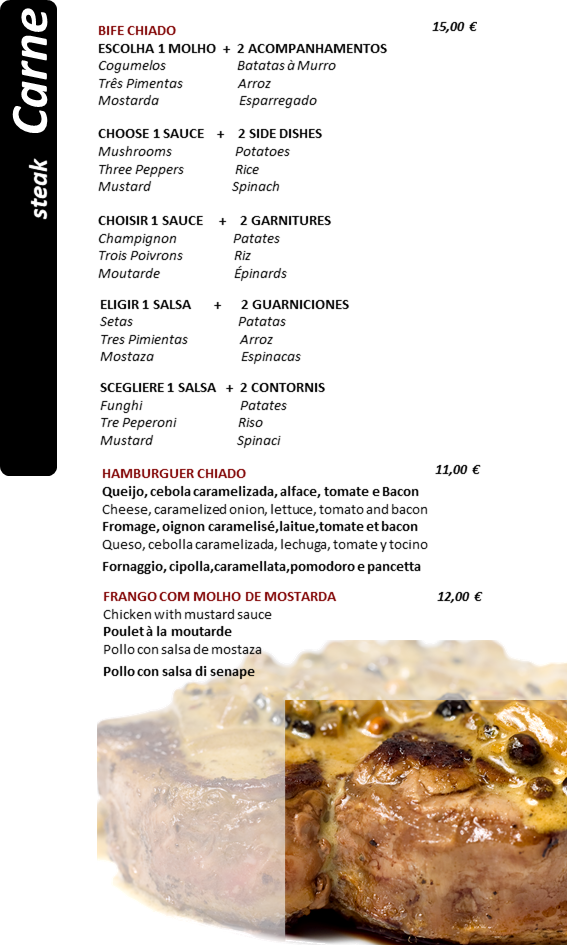 Carne
steak
BIFE CHIADO 15,00 €
ESCOLHA 1 MOLHO + 2 ACOMPANHAMENTOS
Cogumelos Batatas à Murro
Três Pimentas Arroz
Mostarda Esparregado
CHOOSE 1 SAUCE + 2 SIDE DISHES
Mushrooms Potatoes
Three Peppers Rice
Mustard Spinach
CHOISIR 1 SAUCE + 2 GARNITURES
Champignon Patates
Trois Poivrons Riz
Moutarde Épinards
ELIGIR 1 SALSA + 2 GUARNICIONES
Setas Patatas
Tres Pimientas Arroz
Mostaza Espinacas
SCEGLIERE 1 SALSA + 2 CONTORNIS
Funghi Patates
Tre Peperoni Riso
Mustard Spinaci
HAMBURGUER CHIADO 11,00 €
Queijo, cebola caramelizada, alface, tomate e Bacon
Cheese, caramelized onion, lettuce, tomato and bacon
Fromage, oignon caramelisé,laitue,tomate et bacon
Queso, cebolla caramelizada, lechuga, tomate y tocino
Fornaggio, cipolla,caramellata,pomodoro e pancetta
FRANGO COM MOLHO DE MOSTARDA 12,00 €
Chicken with mustard sauce
Poulet à la moutarde
Pollo con salsa de mostaza
Pollo con salsa di senape